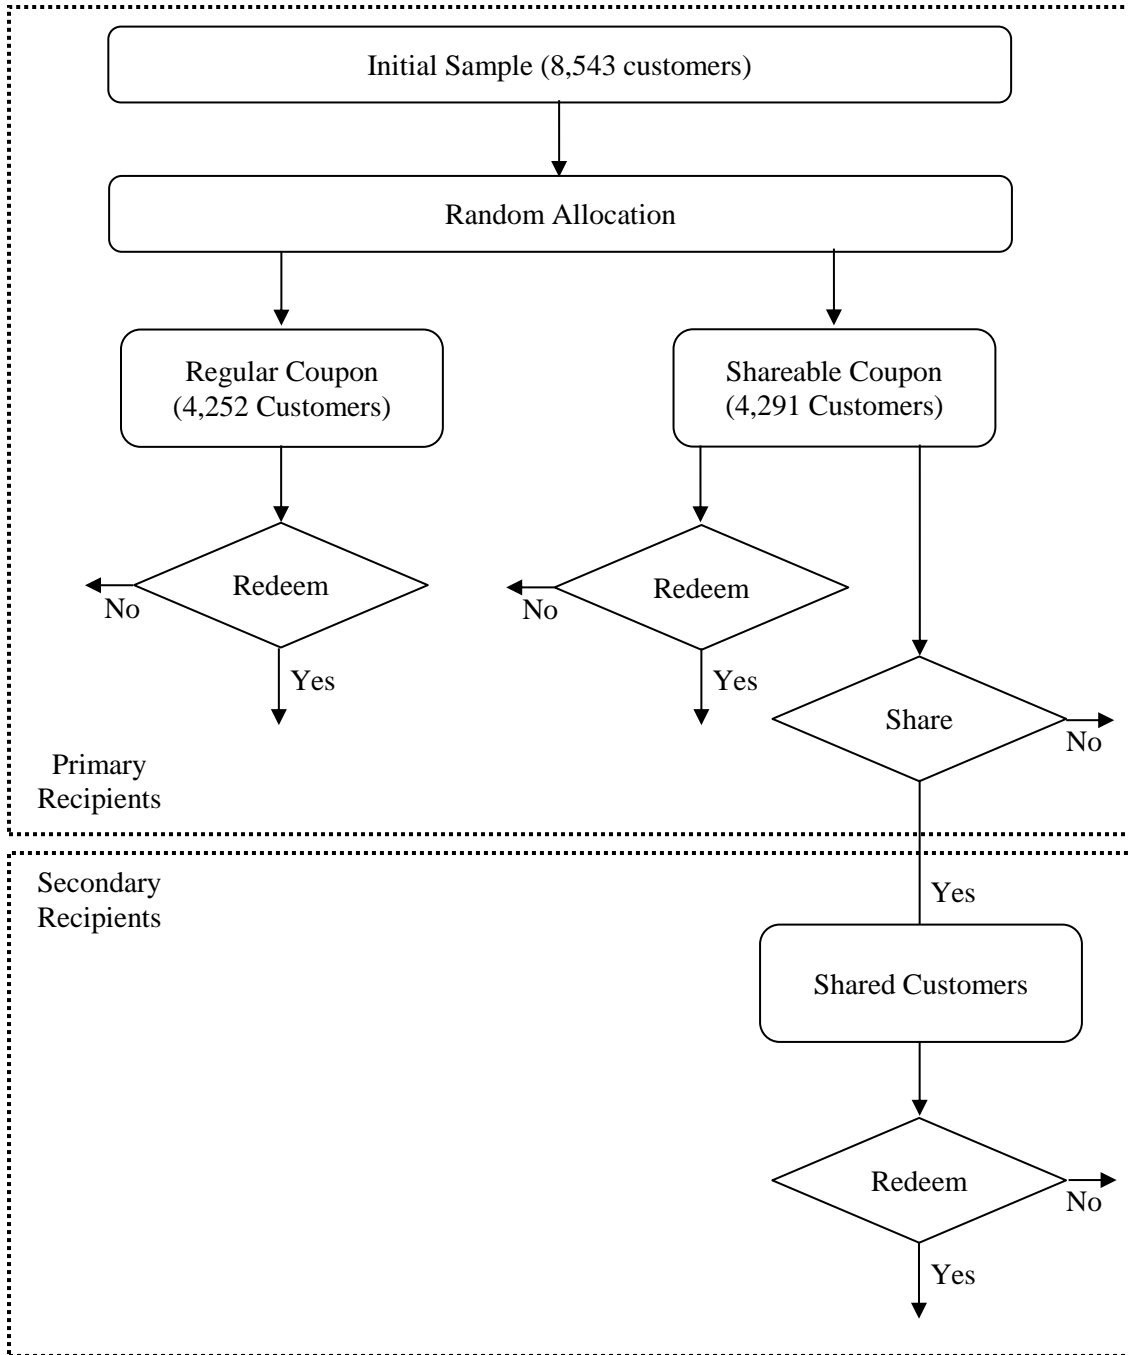 Initial Sample (8,543 customers)
Random Allocation
Regular Coupon
(4,252 Customers)
Shareable Coupon
(4,291 Customers)
Redeem
No
Yes
Redeem
No
Yes
Share
No
Primary
Recipients
Secondary
Recipients
Yes
Shared Customers
Redeem
No
Yes